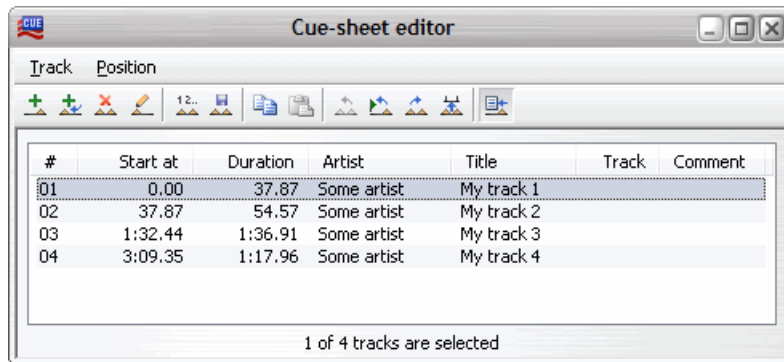 CUE Cue-sheet editor
Track Position
12..
# Start at Duration Artist Title Track Comment
01 0.00 37.87 Some artist My track 1
02 37.87 54.57 Some artist My track 2
03 1:32.44 1:36.91 Some artist My track 3
04 3:09.35 1:17.96 Some artist My track 4
1 of 4 tracks are selected